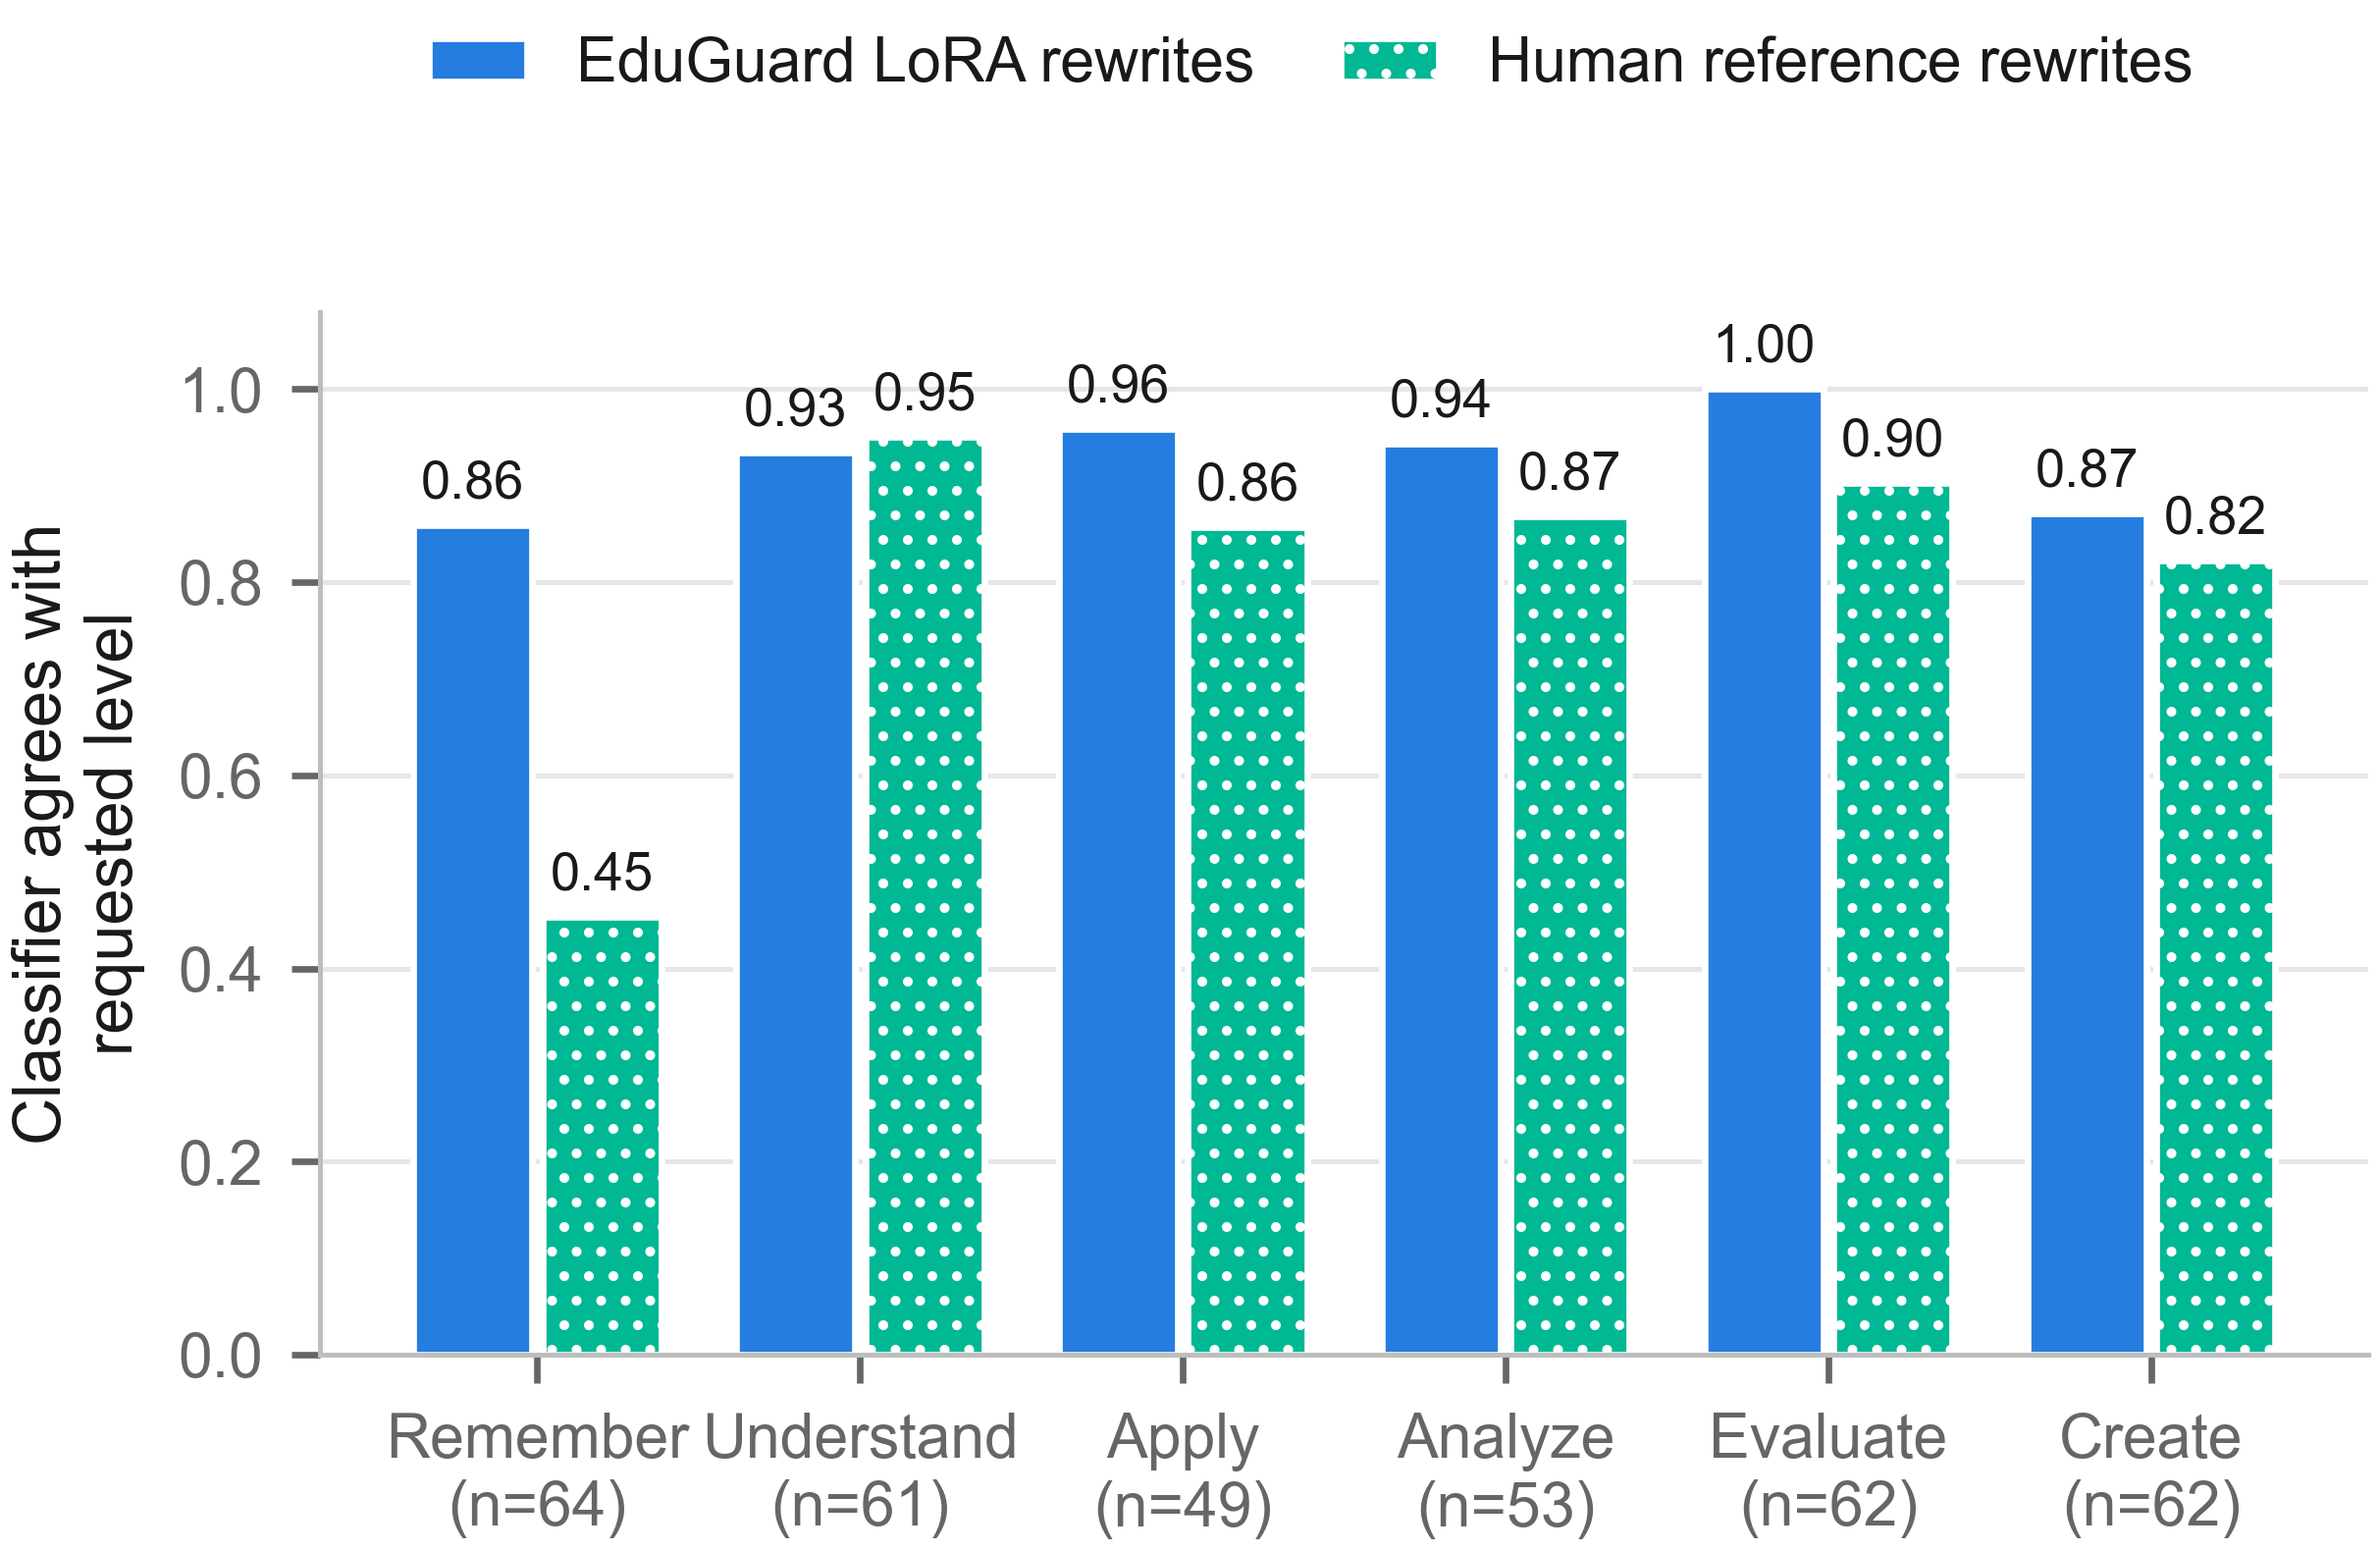 EduGuard LoRA rewrites
Human reference rewrites
Classifier agrees with
requested level
1.0
0.8
0.6
0.4
0.2
0.0
0.86
0.45
0.93
0.95
0.96
0.86
0.94
0.87
1.00
0.90
0.87
0.82
Remember
(n=64)
Understand
(n=61)
Apply
(n=49)
Analyze
(n=53)
Evaluate
(n=62)
Create
(n=62)